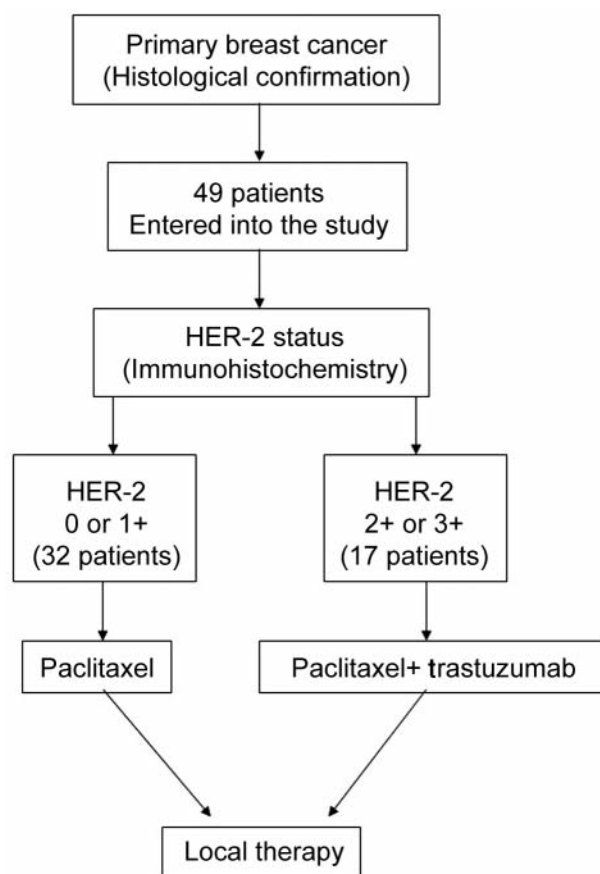 Primary breast cancer
(Histological confirmation)
49 patients
Entered into the study
HER-2 status
(Immunohistochemistry)
HER-2
0 or 1+
(32 patients)
HER-2
2+ or 3+
(17 patients)
Paclitaxel
Paclitaxel+ trastuzumab
Local therapy